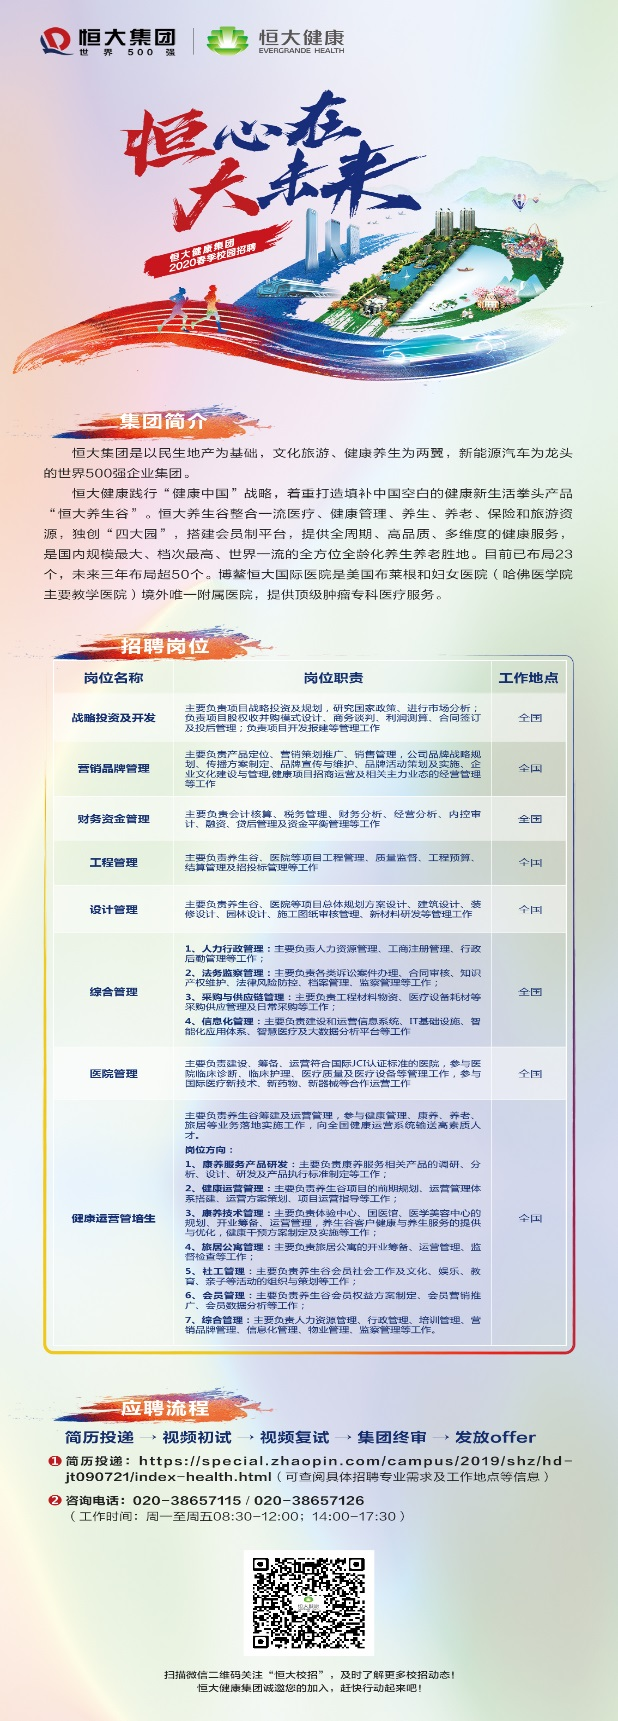 恒大集团
世界500强
恒大健康
EVERGRANDE HEALTH
恒心在
大未来
恒大健康集团
2020春季校园招聘
集团简介
恒大集团是以民生地产为基础，文化旅游、健康养生为两翼，新能源汽车为龙头
的世界500强企业集团。
恒大健康践行“健康中国”战略，着重打造填补中国空白的健康新生活拳头产品
“恒大养生谷”。恒大养生谷整合一流医疗、健康管理、养生、养老、保险和旅游资
源，独创“四大园”，搭建会员制平台，提供全周期、高品质、多维度的健康服务，
是国内规模最大、档次最高、世界一流的全方位全龄化养生养老胜地。目前已布局23
个，未来三年布局超50个。博鳌恒大国际医院是美国布莱根和妇女医院（哈佛医学院
主要教学医院）境外唯一附属医院，提供顶级肿瘤专科医疗服务。
招聘岗位
岗位名称 岗位职责 工作地点
战略投资及开发
主要负责项目战略投资及规划，研究国家政策、进行市场分析；
负责项目股权收并购模式设计、商务谈判、利润测算、合同签订
及投后管理；负责项目开发报建等管理工作
全国
营销品牌管理
主要负责产品定位、营销策划推广、销售管理，公司品牌战略规
划、传播方案制定、品牌宣传与维护、品牌活动策划及实施、企
业文化建设与管理,健康项目招商运营及相关主力业态的经营管理
等工作
全国
财务资金管理
主要负责会计核算、税务管理、财务分析、经营分析、内控审
计、融资、贷后管理及资金平衡管理等工作
全国
工程管理
主要负责养生谷、医院等项目工程管理、质量监督、工程预算、
结算管理及招投标管理等工作
全国
设计管理
主要负责养生谷、医院等项目总体规划方案设计、建筑设计、装
修设计、园林设计、施工图纸审核管理、新材料研发等管理工作
全国
综合管理
1、人力行政管理：主要负责人力资源管理、工商注册管理、行政
后勤管理等工作；
2、法务监察管理：主要负责各类诉讼案件办理、合同审核、知识
产权维护、法律风险防控、档案管理、监察管理等工作；
3、采购与供应链管理：主要负责工程材料物资、医疗设备耗材等
采购供应管理及日常采购等工作；
4、信息化管理：主要负责建设和运营信息系统、IT基础设施、智
能化应用体系、智慧医疗及大数据分析平台等工作
全国
医院管理
主要负责建设、筹备、运营符合国际JCI认证标准的医院，参与医
院临床诊断、临床护理、医疗质量及医疗设备等管理工作，参与
国际医疗新技术、新药物、新器械等合作运营工作
全国
健康运营管培生
主要负责养生谷筹建及运营管理，参与健康管理、康养、养老、
旅居等业务落地实施工作，向全国健康运营系统输送高素质人
才。
岗位方向：
1、康养服务产品研发：主要负责康养服务相关产品的调研、分
析、设计、研发及产品执行标准制定等工作；
2、健康运营管理：主要负责养生谷项目的前期规划、运营管理体
系搭建、运营方案策划、项目运营指导等工作；
3、康养技术管理：主要负责体验中心、国医馆、医学美容中心的
规划、开业筹备、运营管理，养生谷客户健康与养生服务的提供
与优化，健康干预方案制定及实施等工作；
4、旅居公寓管理：主要负责旅居公寓的开业筹备、运营管理、监
督检查等工作；
5、社工管理：主要负责养生谷会员社会工作及文化、娱乐、教
育、亲子等活动的组织与策划等工作；
6、会员管理：主要负责养生谷会员权益方案制定、会员营销推
广、会员数据分析等工作；
7、综合管理：主要负责人力资源管理、行政管理、培训管理、营
销品牌管理、信息化管理、物业管理、监察管理等工作。
全国
应聘流程
简历投递 → 视频初试 → 视频复试 → 集团终审 → 发放offer
1 简历投递：https://special.zhaopin.com/campus/2019/shz/hd-
jt090721/index-health.html（可查阅具体招聘专业需求及工作地点等信息）
2 咨询电话：020-38657115 / 020-38657126
（工作时间：周一至周五08:30-12:00；14:00-17:30）
恒大健康
扫描微信二维码关注“恒大校招”，及时了解更多校招动态！
恒大健康集团诚邀您的加入，赶快行动起来吧！